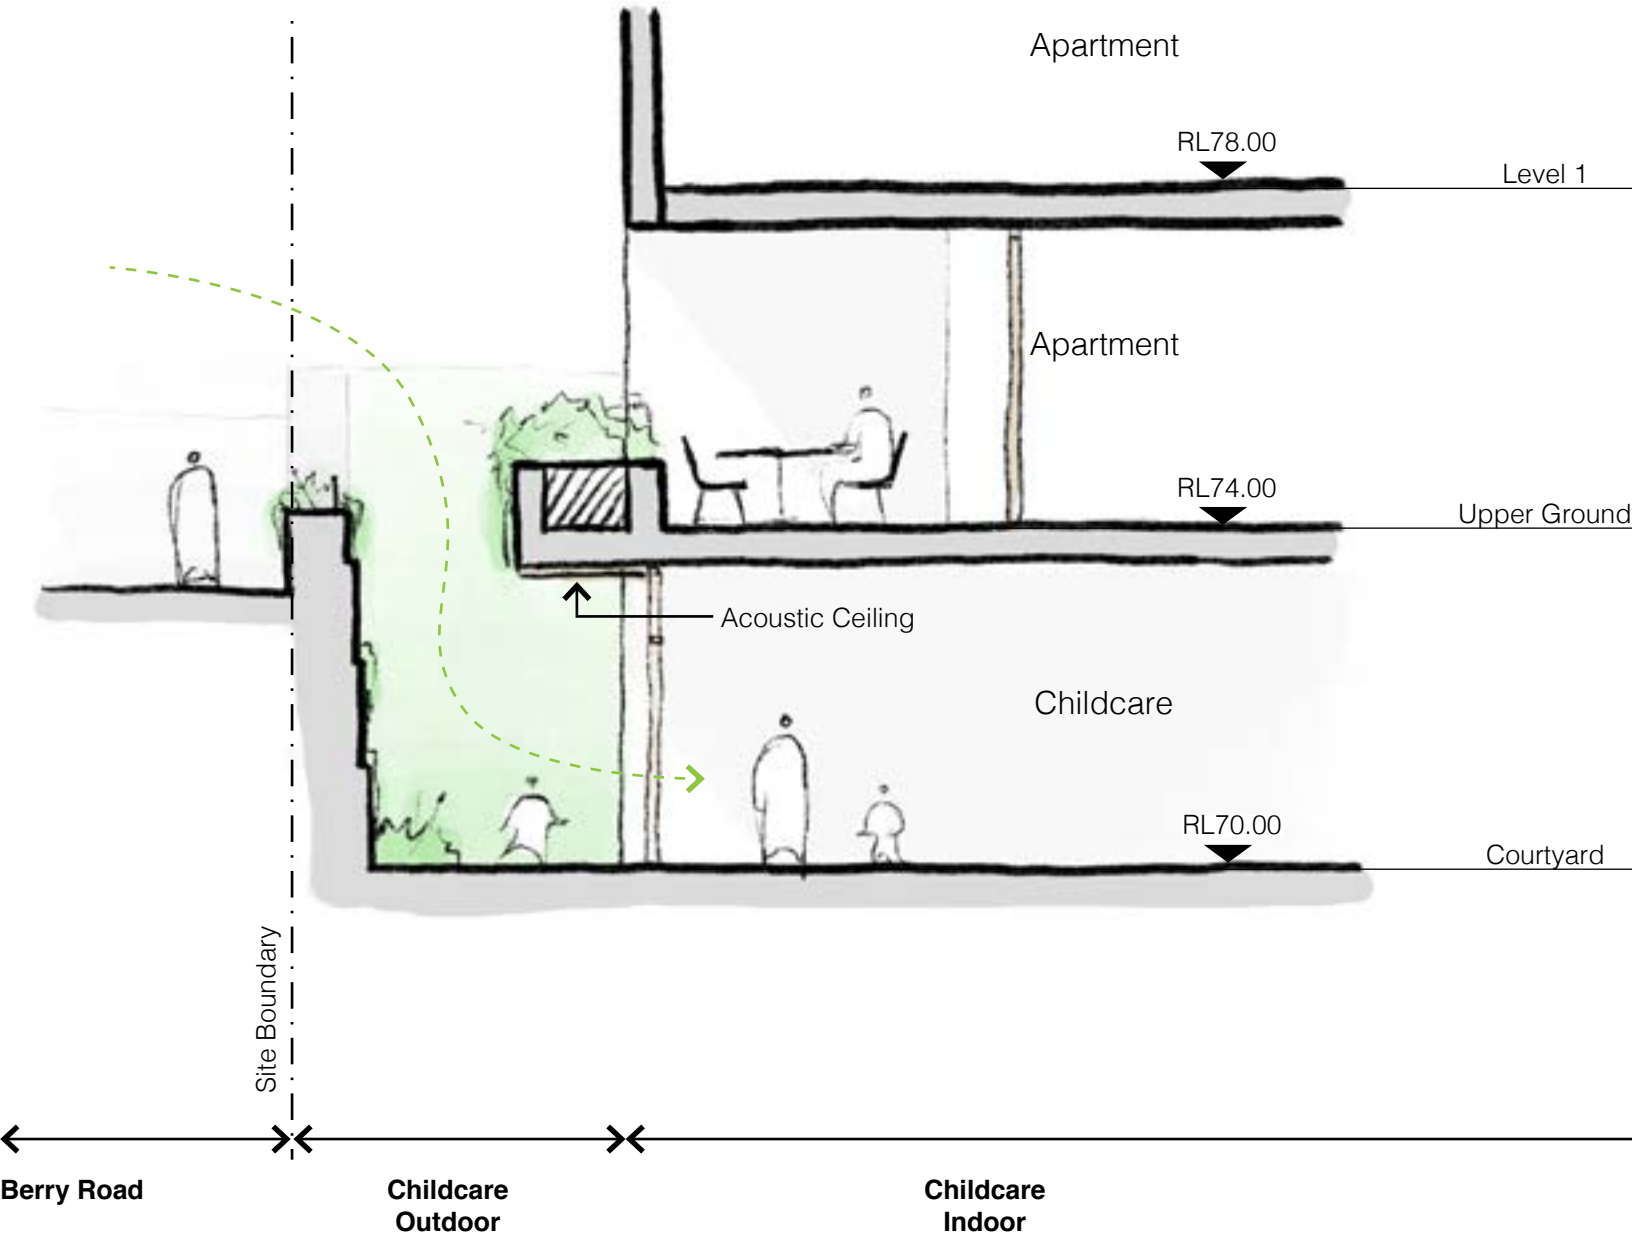 Apartment
RL78.00
Level 1
Apartment
RL74.00
Upper Ground
Acoustic Ceiling
Childcare
RL70.00
Courtyard
Site Boundary
Berry Road
Childcare
Outdoor
Childcare
Indoor